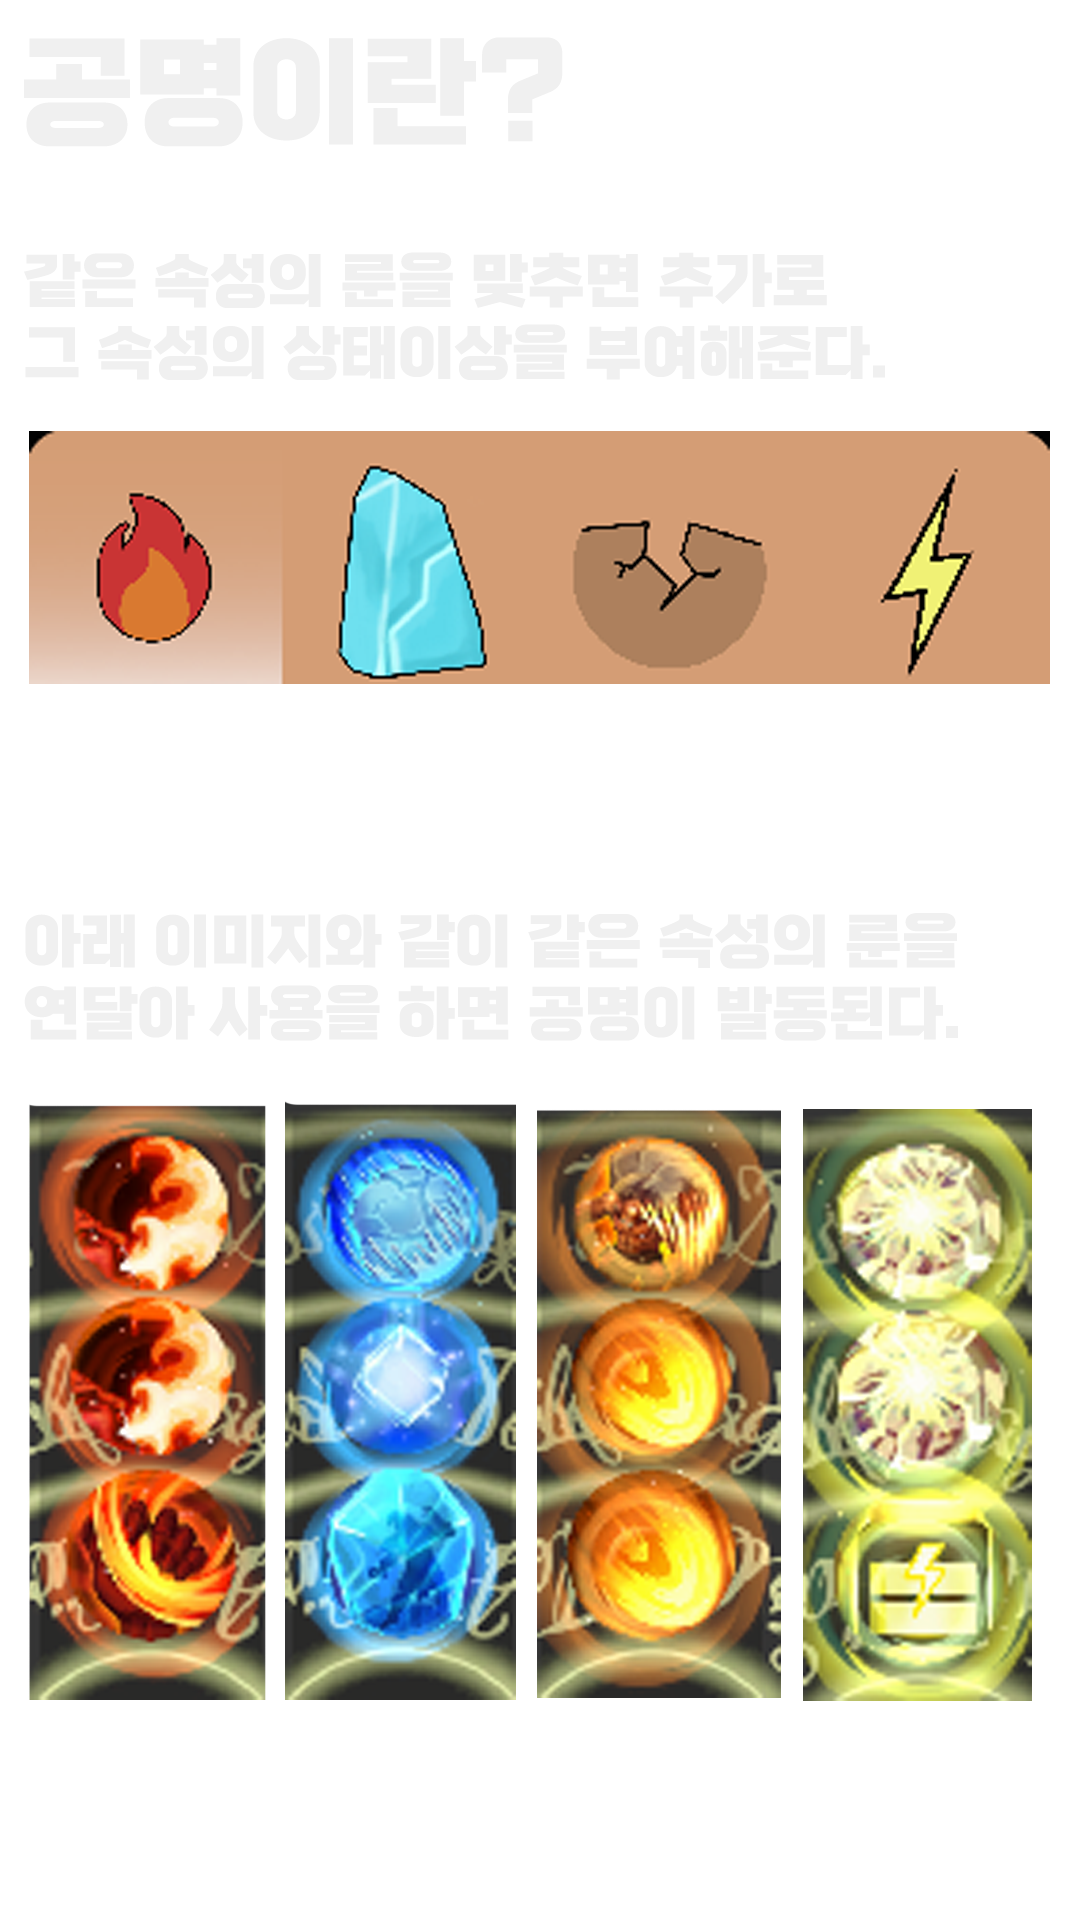 공명이란?
같은 속성의 룬을 맞추면 추가로
그 속성의 상태이상을 부여해준다.
아래 이미지와 같이 같은 속성의 룬을
연달아 사용을 하면 공명이 발동된다.